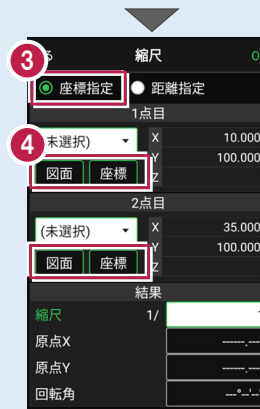 3 る 縮尺 O
座標指定 距離指定
1点目
4 未選択) X 10.000
Y 100.000
図面 座標 Z
2点目
(未選択) X 35.000
Y 100.000
図面 座標 Z
結果
縮尺 1/ 1
原点X -----.---
原点Y -----.---
回転角 ---°--'--